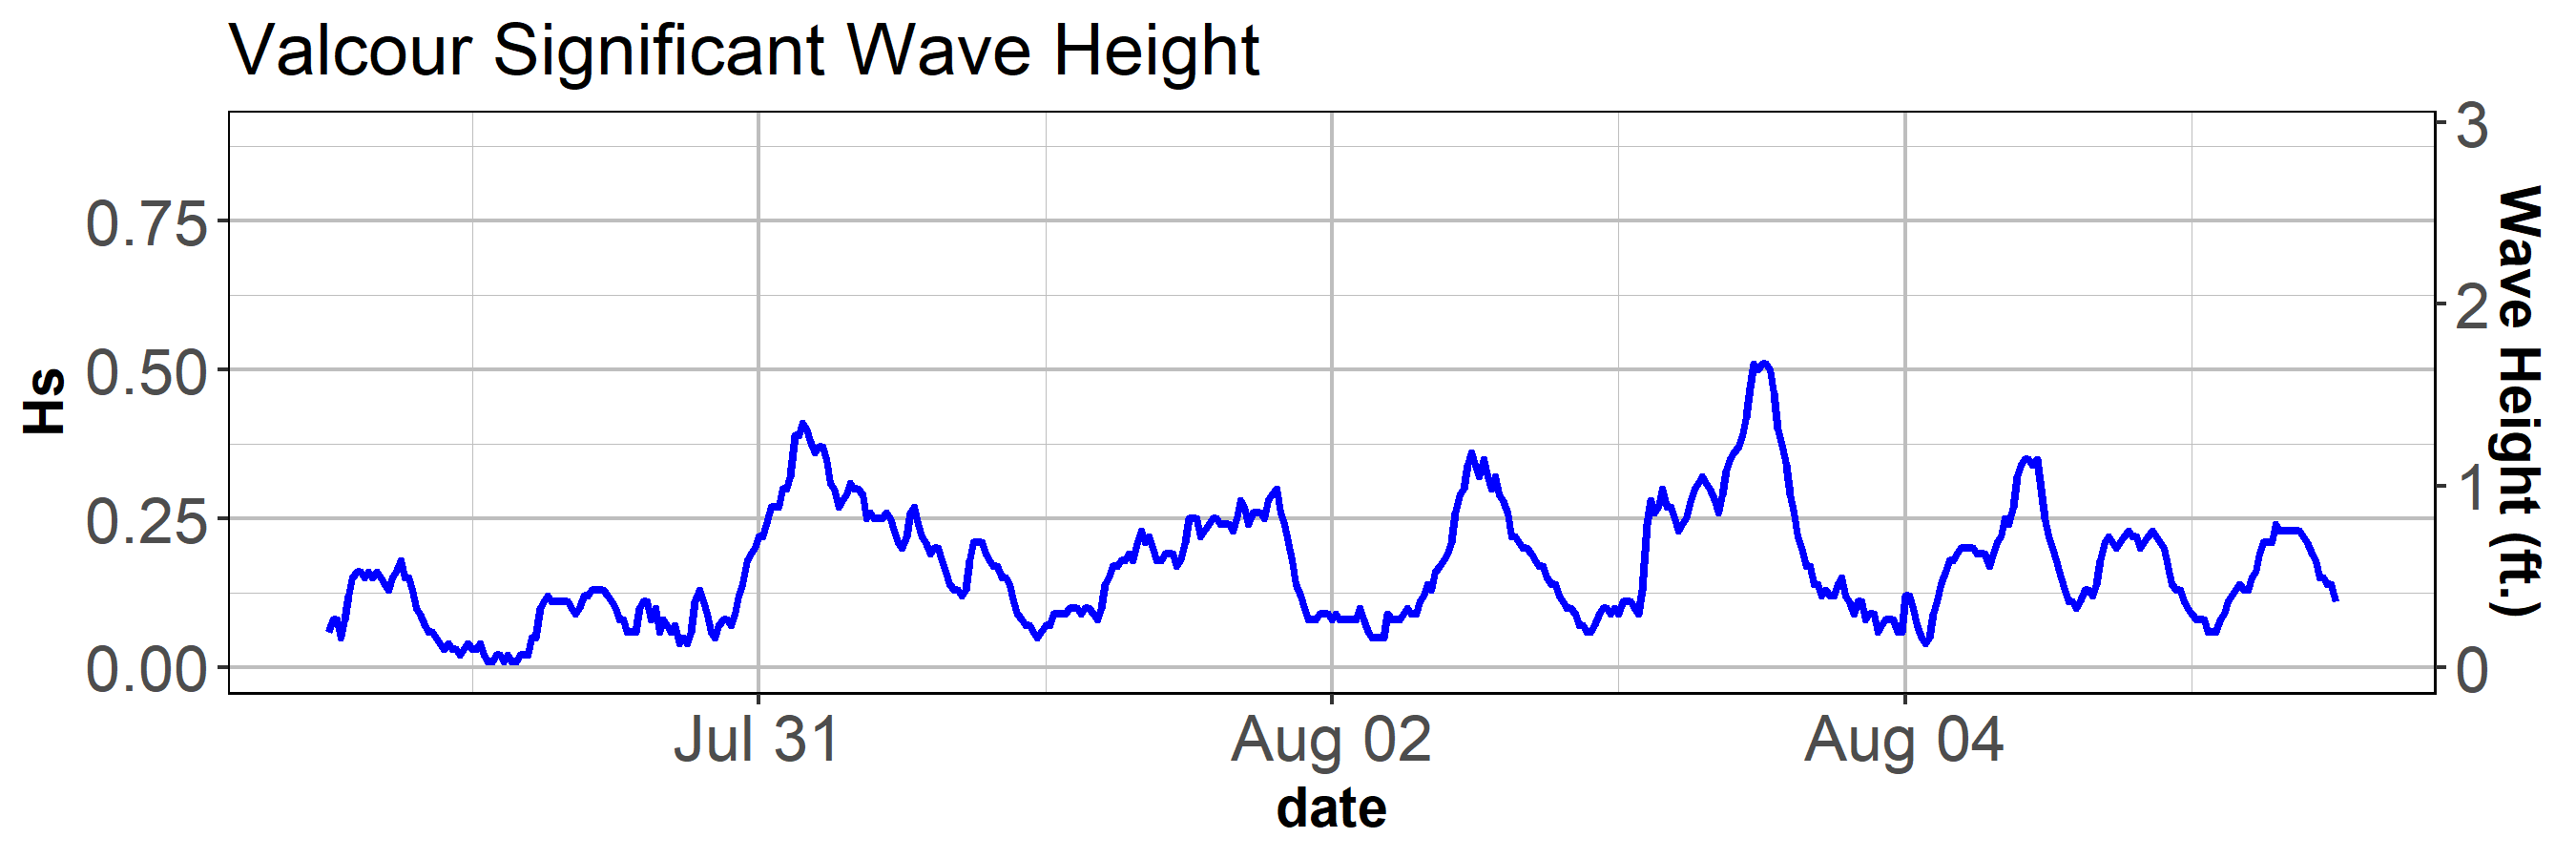 Valcour Significant Wave Height
Hs
0.75
0.50
0.25
0.00
3
2
1
0
Wave Height (ft.)
Jul 31
Aug 02
Aug 04
date